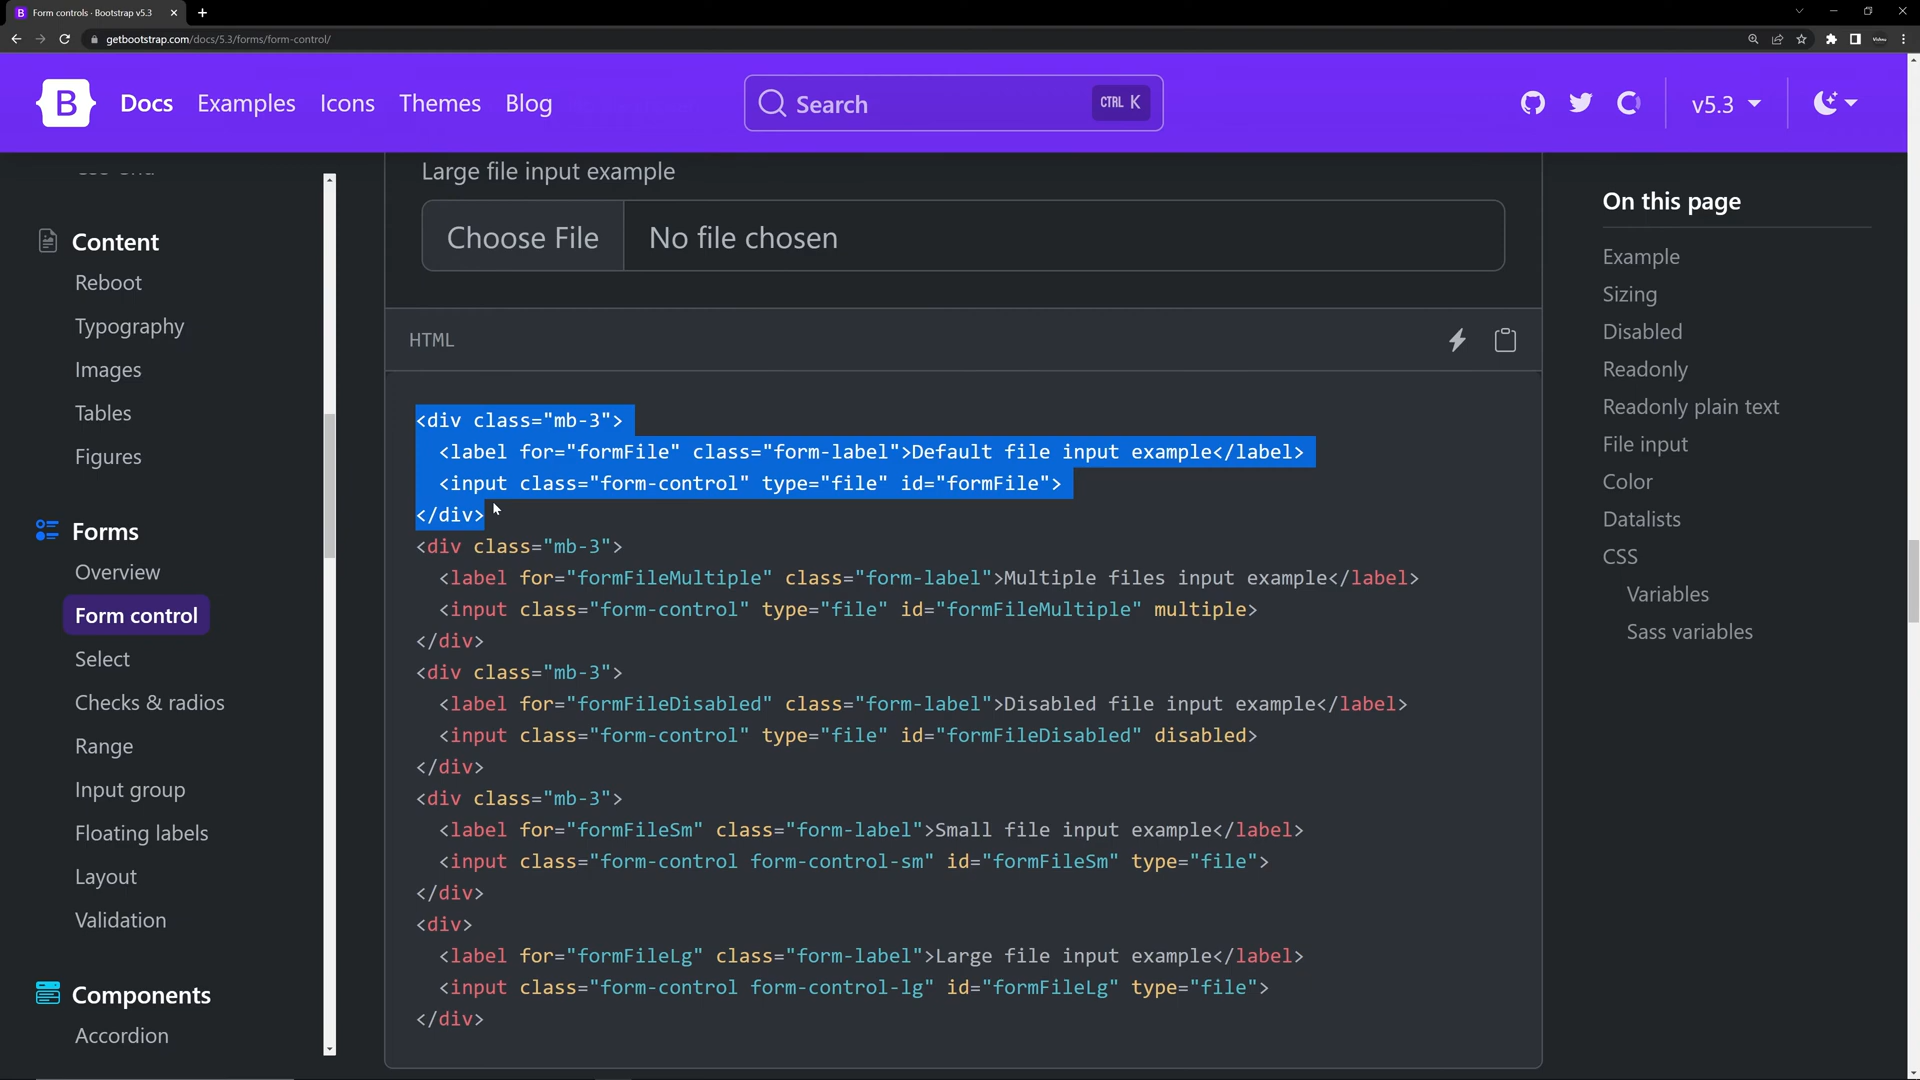 Form controls · Bootstrap v5.3
getbootstrap.com/docs/5.3/forms/form-control/
B Docs Examples Icons Themes Blog Search CTRL K v5.3
Content
Reboot
Typography
Images
Tables
Figures
Forms
Overview
Form control
Select
Checks & radios
Range
Input group
Floating labels
Layout
Validation
Components
Accordion
Large file input example
Choose File No file chosen
HTML
<div class="mb-3">
  <label for="formFile" class="form-label">Default file input example</label>
  <input class="form-control" type="file" id="formFile">
</div>
<div class="mb-3">
  <label for="formFileMultiple" class="form-label">Multiple files input example</label>
  <input class="form-control" type="file" id="formFileMultiple" multiple>
</div>
<div class="mb-3">
  <label for="formFileDisabled" class="form-label">Disabled file input example</label>
  <input class="form-control" type="file" id="formFileDisabled" disabled>
</div>
<div class="mb-3">
  <label for="formFileSm" class="form-label">Small file input example</label>
  <input class="form-control form-control-sm" id="formFileSm" type="file">
</div>
<div>
  <label for="formFileLg" class="form-label">Large file input example</label>
  <input class="form-control form-control-lg" id="formFileLg" type="file">
</div>
On this page
Example
Sizing
Disabled
Readonly
Readonly plain text
File input
Color
Datalists
CSS
Variables
Sass variables